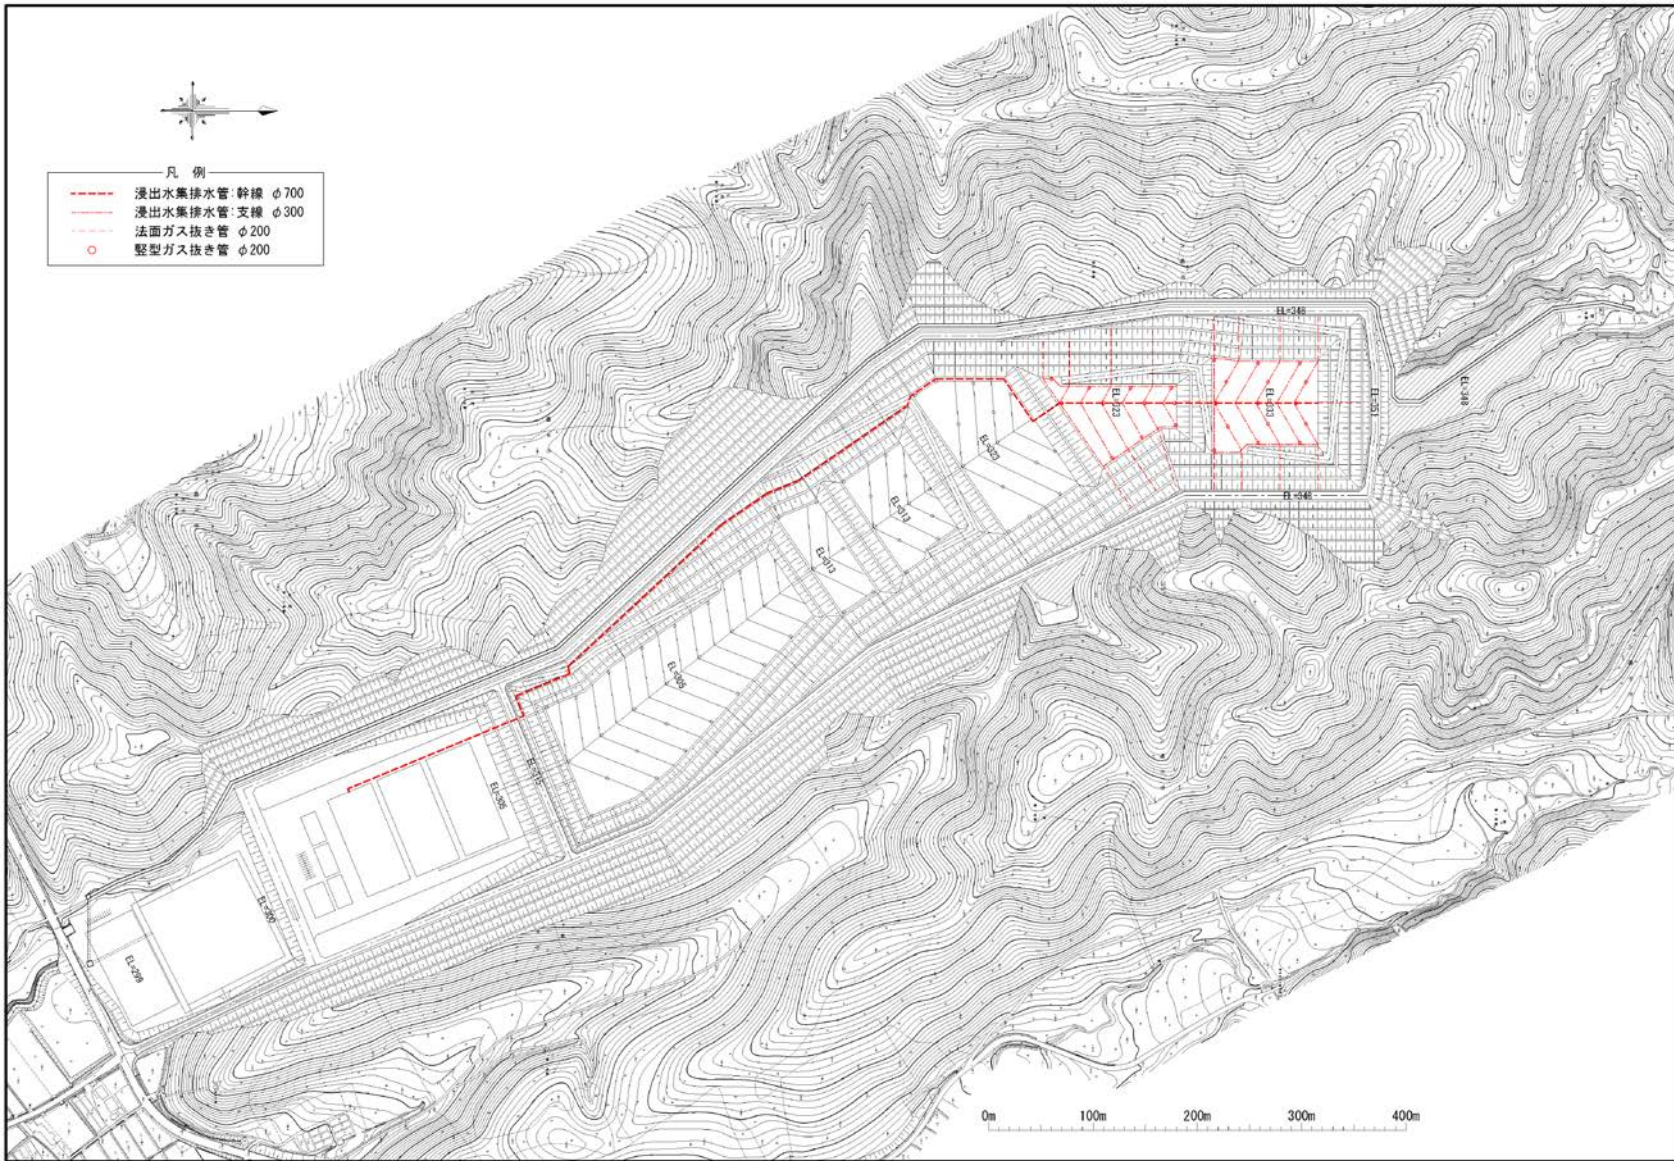 凡 例
浸出水集排水管:幹線 φ700
浸出水集排水管:支線 φ300
法面ガス抜き管 φ200
竪型ガス抜き管 φ200
EL=346
EL=348
EL=351
EL=333
EL=323
EL=323
EL=346
EL=313
EL=313
EL=305
EL=315
EL=305
EL=300
EL=298
0m 100m 200m 300m 400m